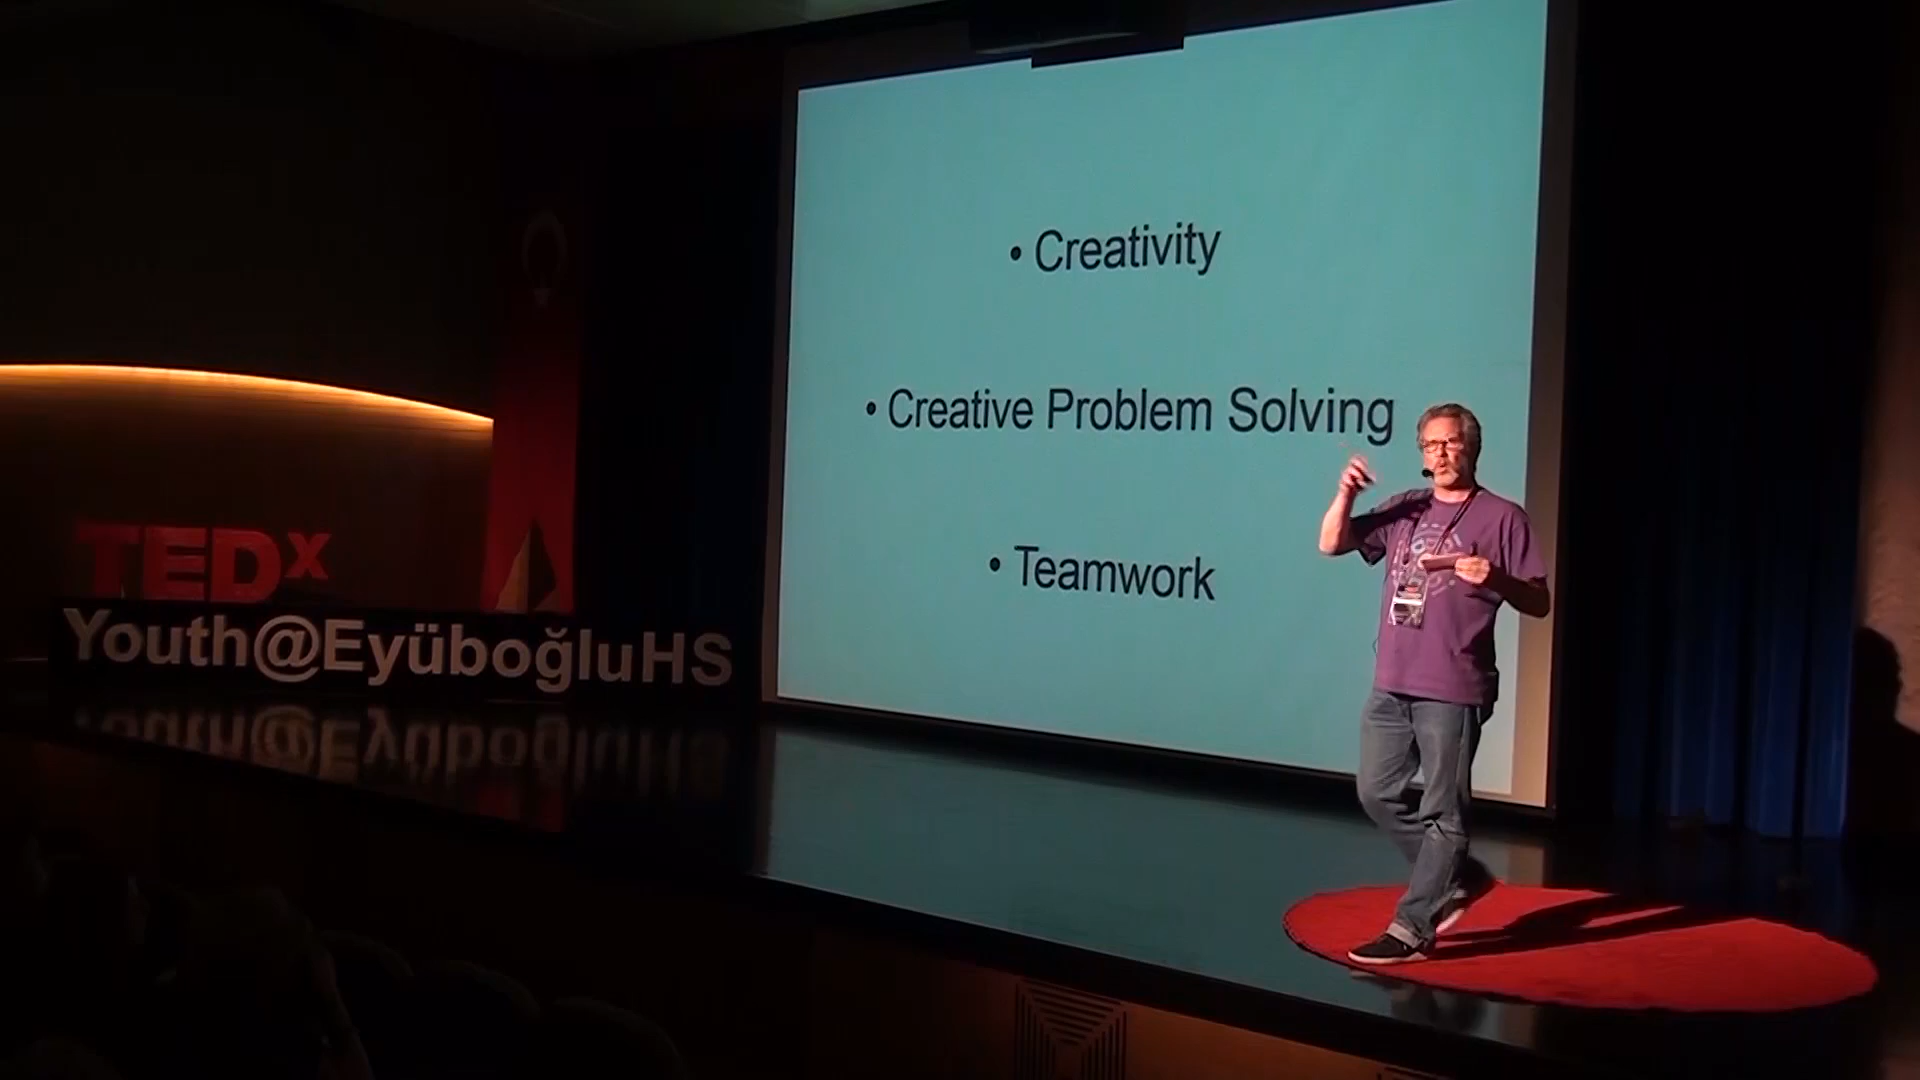 • Creativity
• Creative Problem Solving
• Teamwork
TEDx
Youth@EyüboğluHS